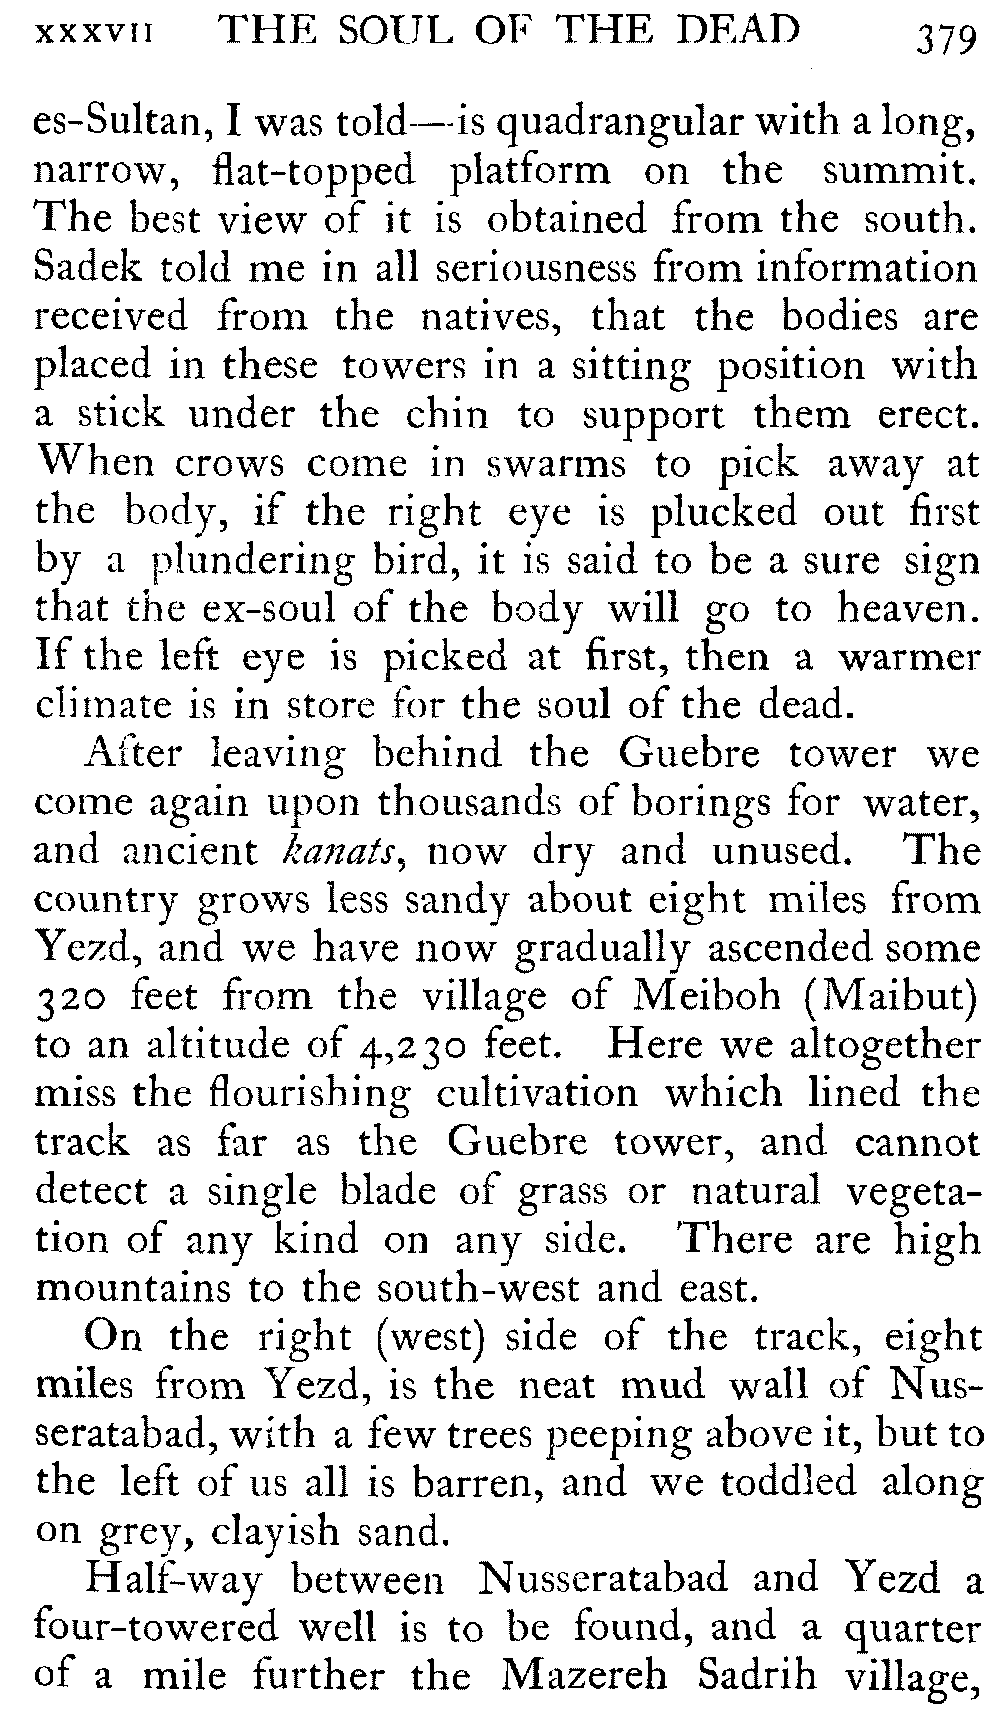 xxxvii THE SOUL OF THE DEAD 379
es-Sultan, I was told—is quadrangular with a long,
narrow, flat-topped platform on the summit.
The best view of it is obtained from the south.
Sadek told me in all seriousness from information
received from the natives, that the bodies are
placed in these towers in a sitting position with
a stick under the chin to support them erect.
When crows come in swarms to pick away at
the body, if the right eye is plucked out first
by a plundering bird, it is said to be a sure sign
that the ex-soul of the body will go to heaven.
If the left eye is picked at first, then a warmer
climate is in store for the soul of the dead.
After leaving behind the Guebre tower we
come again upon thousands of borings for water,
and ancient kanats, now dry and unused. The
country grows less sandy about eight miles from
Yezd, and we have now gradually ascended some
320 feet from the village of Meiboh (Maibut)
to an altitude of 4,230 feet. Here we altogether
miss the flourishing cultivation which lined the
track as far as the Guebre tower, and cannot
detect a single blade of grass or natural vegeta-
tion of any kind on any side. There are high
mountains to the south-west and east.
On the right (west) side of the track, eight
miles from Yezd, is the neat mud wall of Nus-
seratabad, with a few trees peeping above it, but to
the left of us all is barren, and we toddled along
on grey, clayish sand.
Half-way between Nusseratabad and Yezd a
four-towered well is to be found, and a quarter
of a mile further the Mazereh Sadrih village,